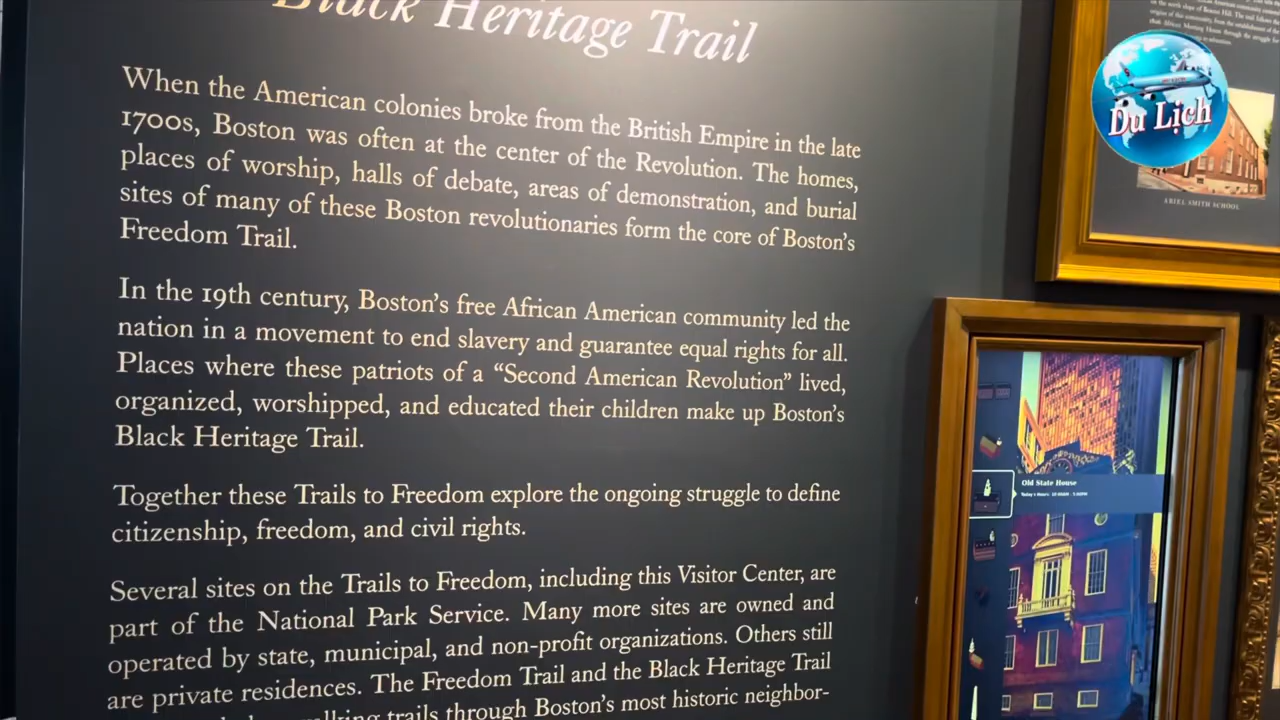 Black Heritage Trail
When the American colonies broke from the British Empire in the late
1700s, Boston was often at the center of the Revolution. The homes,
places of worship, halls of debate, areas of demonstration, and burial
sites of many of these Boston revolutionaries form the core of Boston's
Freedom Trail.
In the 19th century, Boston's free African American community led the
nation in a movement to end slavery and guarantee equal rights for all.
Places where these patriots of a “Second American Revolution” lived,
organized, worshipped, and educated their children make up Boston's
Black Heritage Trail.
Together these Trails to Freedom explore the ongoing struggle to define
citizenship, freedom, and civil rights.
Several sites on the Trails to Freedom, including this Visitor Center, are
part of the National Park Service. Many more sites are owned and
operated by state, municipal, and non-profit organizations. Others still
are private residences. The Freedom Trail and the Black Heritage Trail
trails through Boston's most historic neighbor-
Du Lịch
ABIEL SMITH SCHOOL
Old State House
Today's Hours: